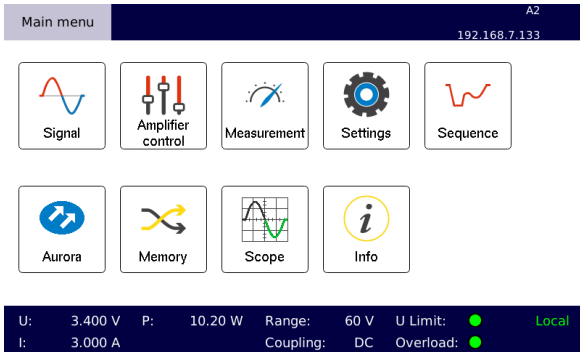 Main menu
A2
192.168.7.133
Signal
Amplifier
control
Measurement
Settings
Sequence
Aurora
Memory
Scope
Info
U: 3.400 V P: 10.20 W Range: 60 V U Limit: Local
I: 3.000 A Coupling: DC Overload: